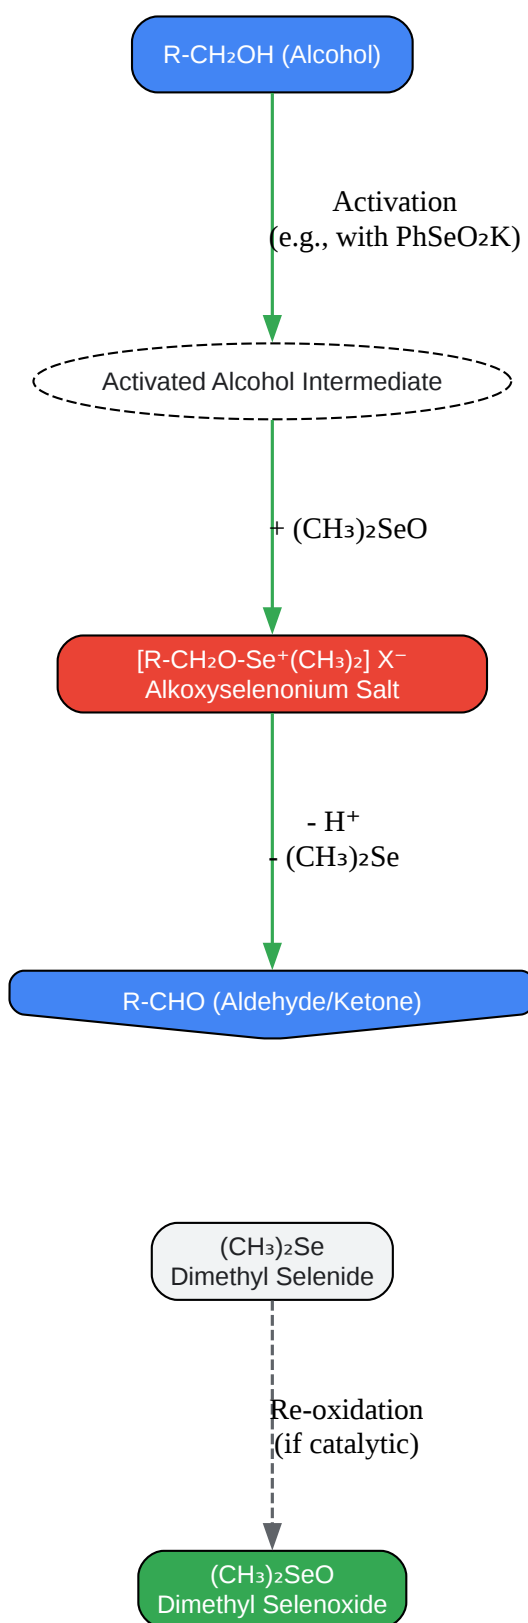 R-CH₂OH (Alcohol)
Activation
(e.g., with PhSeO₂K)
Activated Alcohol Intermediate
+ (CH₃)₂SeO
[R-CH₂O-Se⁺(CH₃)₂] X⁻
Alkoxyselenonium Salt
- H⁺
- (CH₃)₂Se
R-CHO (Aldehyde/Ketone)
(CH₃)₂Se
Dimethyl Selenide
Re-oxidation
(if catalytic)
(CH₃)₂SeO
Dimethyl Selenoxide